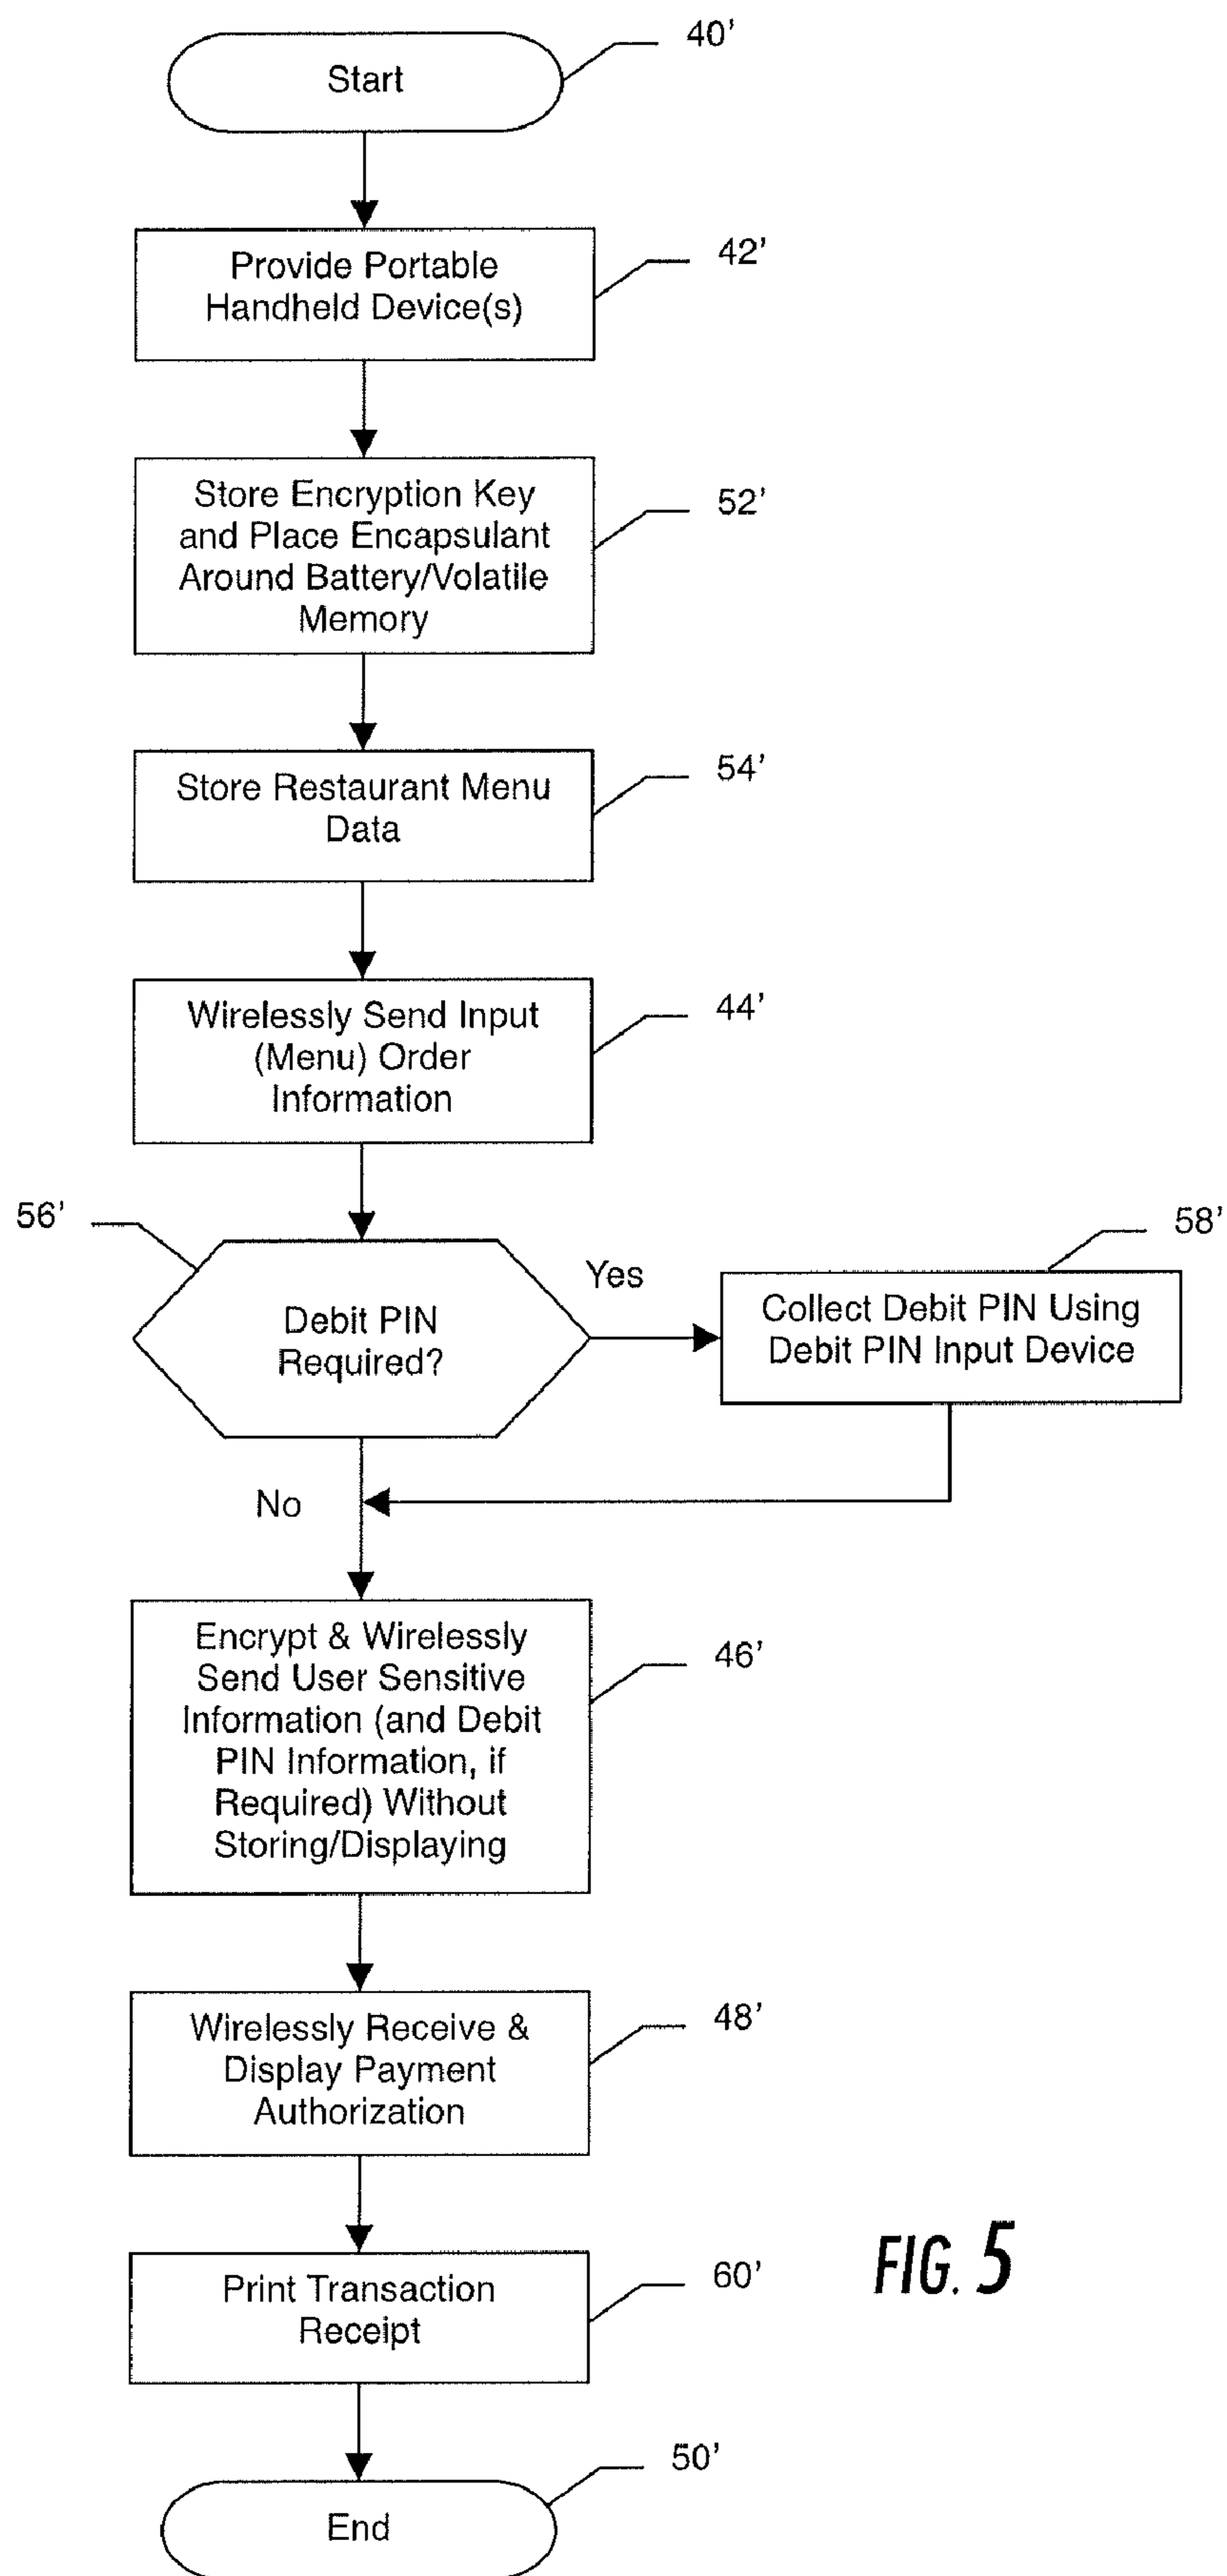 Start
40’
Provide Portable
Handheld Device(s)
42’
Store Encryption Key
and Place Encapsulant
Around Battery/Volatile
Memory
52’
Store Restaurant Menu
Data
54’
Wirelessly Send Input
(Menu) Order
Information
44’
56’
Debit PIN
Required?
Yes
58’
Collect Debit PIN Using
Debit PIN Input Device
No
Encrypt & Wirelessly
Send User Sensitive
Information (and Debit
PIN Information, if
Required) Without
Storing/Displaying
46’
Wirelessly Receive &
Display Payment
Authorization
48’
Print Transaction
Receipt
60’
FIG. 5
End
50’